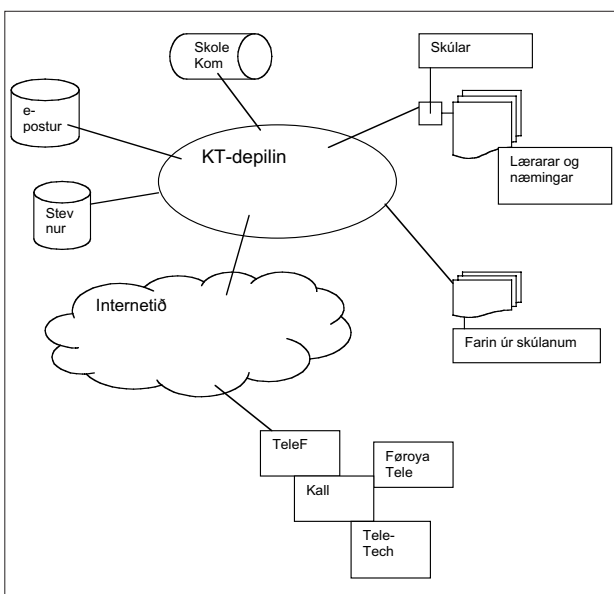 Skole
Kom
Skúlar
e-
postur
KT-depilin
Lærarar og
næmingar
Stev
nur
Internetið
Farin úr skúlanum
TeleF
Føroya
Tele
Kall
Tele-
Tech